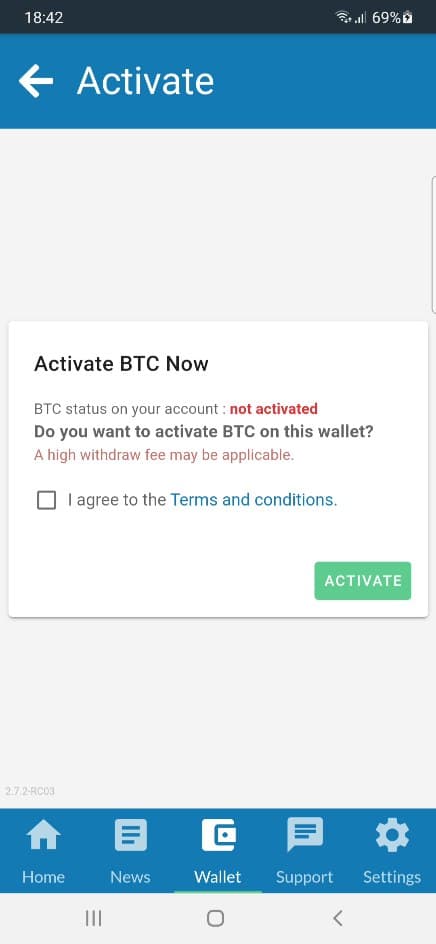 18:42
69%
Activate
Activate BTC Now
BTC status on your account : not activated
Do you want to activate BTC on this wallet?
A high withdraw fee may be applicable.
I agree to the Terms and conditions.
ACTIVATE
2.7.2-RC03
Home News Wallet Support Settings